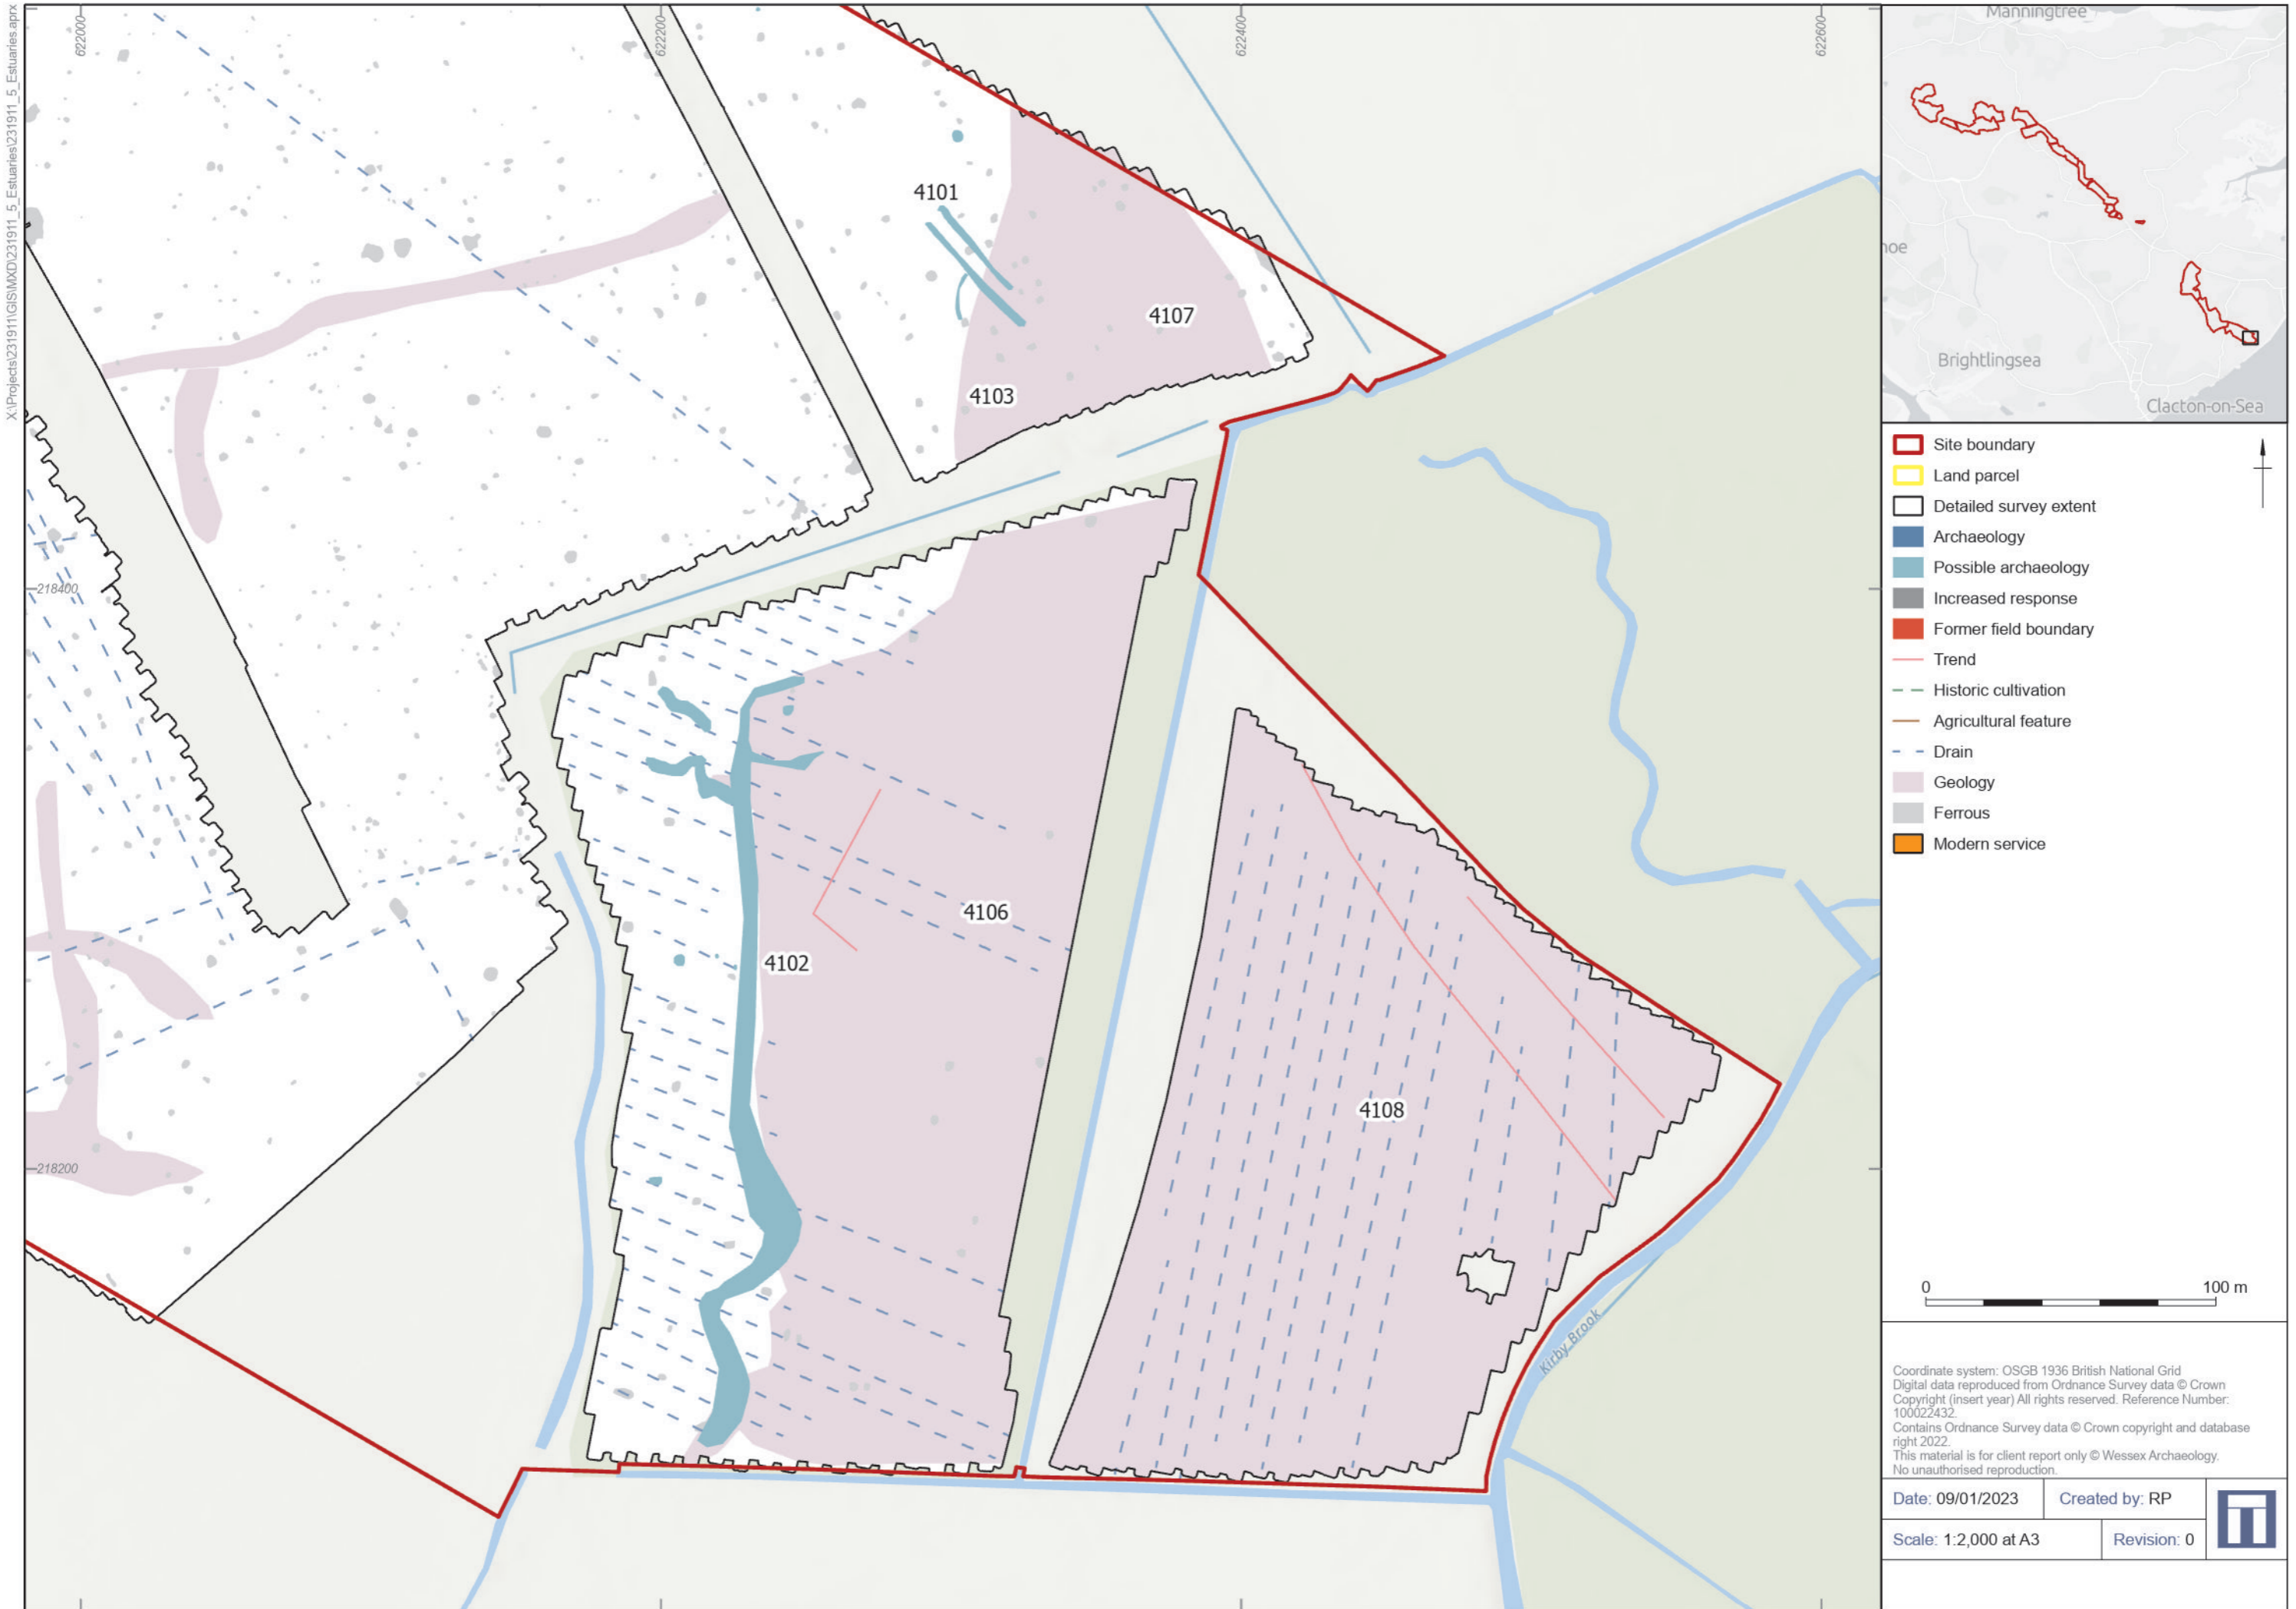 X:\Projects\231911\GIS\MXD\231911_5_Estuaries\231911_5_Estuaries.aprx
622000
622200
622400
622600
218400
218200
4101
4107
4103
4106
4102
4108
Kirby Brook
Manningtree
hoe
Brightlingsea
Clacton-on-Sea
Site boundary
Land parcel
Detailed survey extent
Archaeology
Possible archaeology
Increased response
Former field boundary
Trend
Historic cultivation
Agricultural feature
Drain
Geology
Ferrous
Modern service
0 100 m
Coordinate system: OSGB 1936 British National Grid
Digital data reproduced from Ordnance Survey data © Crown
Copyright (insert year) All rights reserved. Reference Number:
100022432.
Contains Ordnance Survey data © Crown copyright and database
right 2022.
This material is for client report only © Wessex Archaeology.
No unauthorised reproduction.
Date: 09/01/2023 Created by: RP
Scale: 1:2,000 at A3 Revision: 0